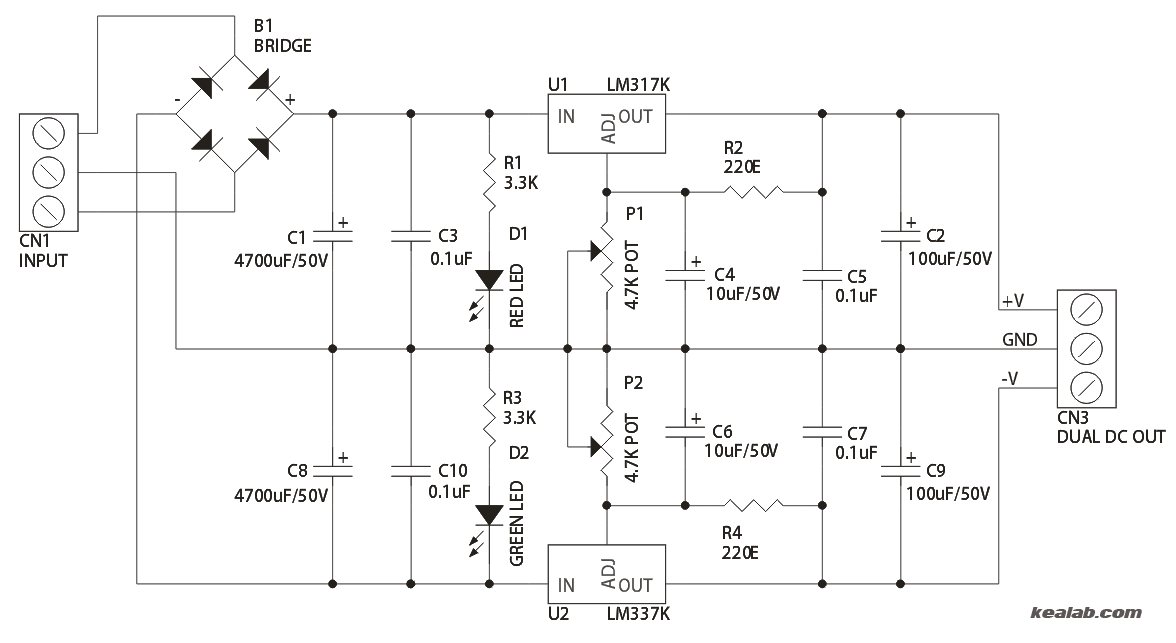 B1
BRIDGE
-
+
CN1
INPUT
U1
LM317K
IN
ADJ
OUT
R1
3.3K
R2
220E
C1
+
4700uF/50V
C3
0.1uF
D1
RED LED
P1
4.7K POT
+
C4
10uF/50V
C5
0.1uF
+
C2
100uF/50V
+V
GND
-V
CN3
DUAL DC OUT
R3
3.3K
P2
4.7K POT
+
C6
10uF/50V
C7
0.1uF
C8
+
4700uF/50V
C10
0.1uF
D2
GREEN LED
+
C9
100uF/50V
R4
220E
IN
ADJ
OUT
U2
LM337K
kealab.com